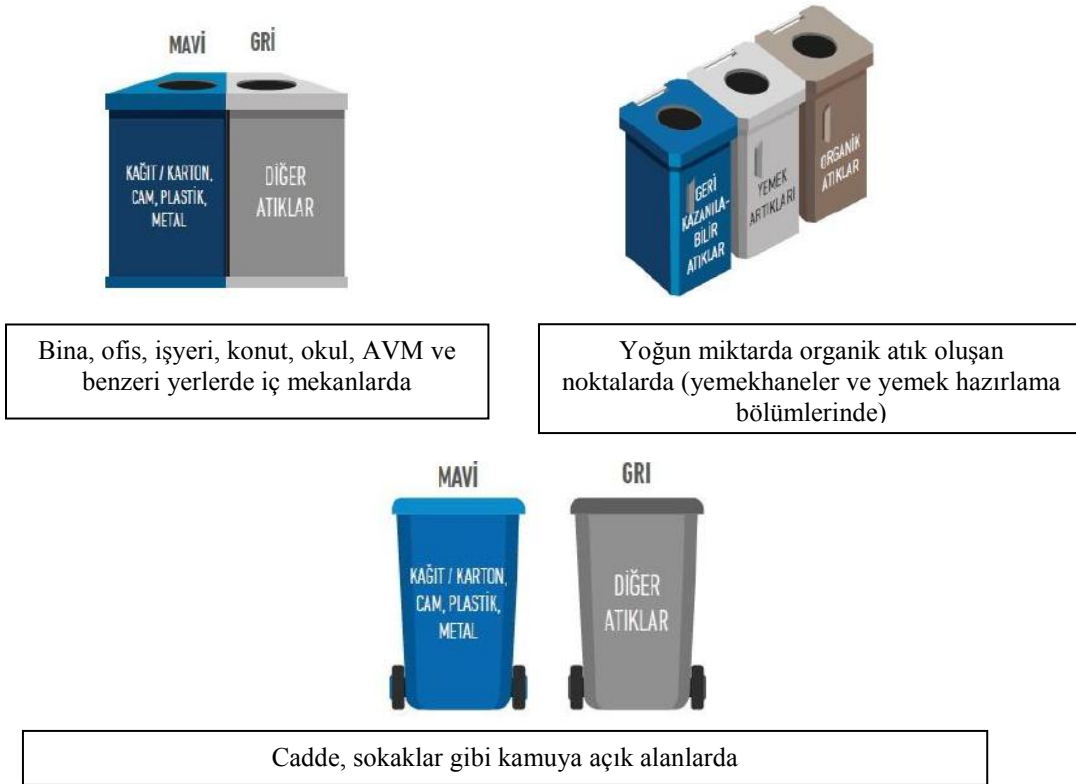 MAVİ GRİ
KAĞIT / KARTON,
CAM, PLASTİK,
METAL
DİĞER
ATIKLAR
GERİ
KAZANILA-
BİLİR
ATIKLAR
YEMEK
ARTIKLARI
ORGANİK
ATIKLAR
Bina, ofis, işyeri, konut, okul, AVM ve
benzeri yerlerde iç mekanlarda
Yoğun miktarda organik atık oluşan
noktalarda (yemekhaneler ve yemek hazırlama
bölümlerinde)
MAVİ
GRI
KAĞIT / KARTON,
CAM, PLASTİK,
METAL
DİĞER
ATIKLAR
Cadde, sokaklar gibi kamuya açık alanlarda